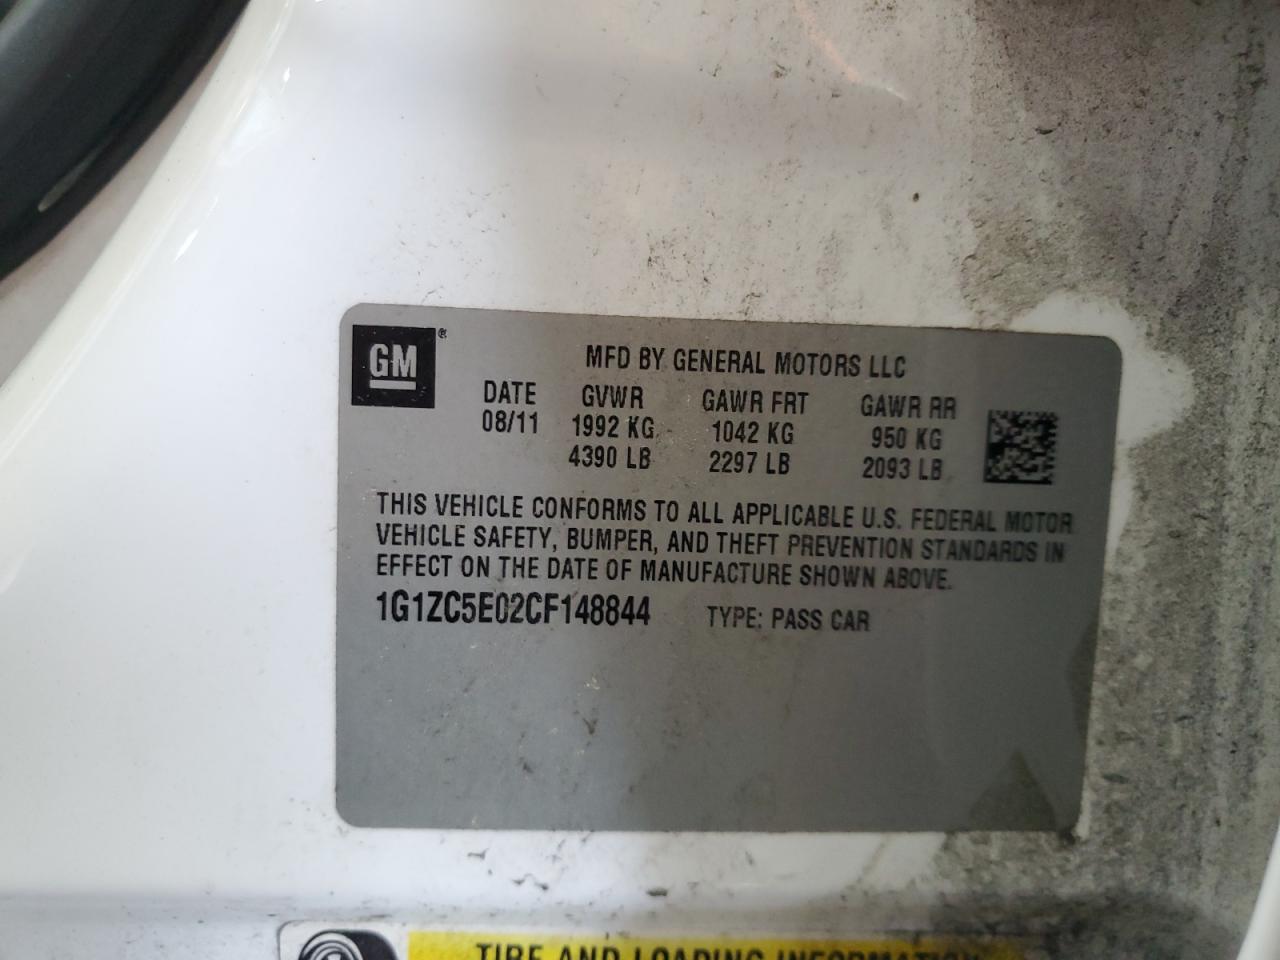 GM ®
MFD BY GENERAL MOTORS LLC
DATE GVWR GAWR FRT GAWR RR
08/11 1992 KG 1042 KG 950 KG
4390 LB 2297 LB 2093 LB
THIS VEHICLE CONFORMS TO ALL APPLICABLE U.S. FEDERAL MOTOR
VEHICLE SAFETY, BUMPER, AND THEFT PREVENTION STANDARDS IN
EFFECT ON THE DATE OF MANUFACTURE SHOWN ABOVE.
1G1ZC5E02CF148844 TYPE: PASS CAR
TIRE AND LOADING INFORMATION